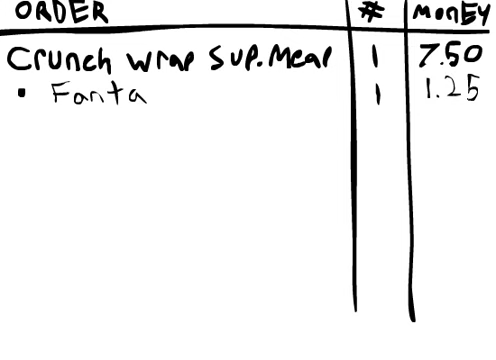 ORDER # MONEY
Crunch wrap Sup.Meal 1 7.50
• Fanta 1 1.25